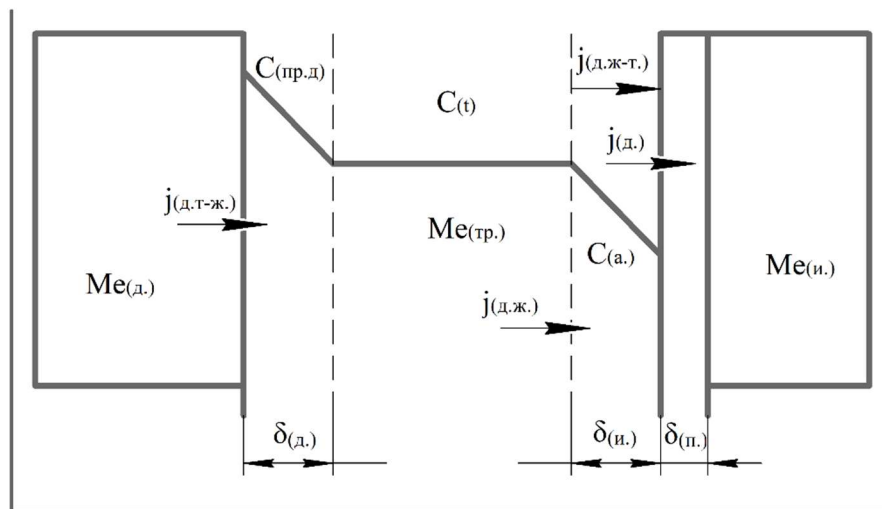 C(пр.д)
j(д.ж-т.)
C(t)
j(д.)
j(д.т-ж.)
Me(тр.)
C(а.)
Me(д.)
Me(и.)
j(д.ж.)
δ(д.)
δ(и.)
δ(п.)